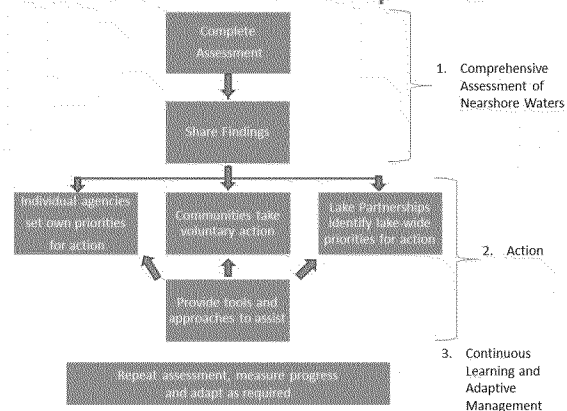 Complete
Assessment
1. Comprehensive
Assessment of
Nearshore Waters
Share Findings
Individual agencies
set own priorities
for action
Communities take
voluntary action
Lake Partnerships
identify lake-wide
priorities for action
2. Action
Provide tools and
approaches to assist
3. Continuous
Learning and
Adaptive
Management
Repeat assessment, measure progress
and adapt as required